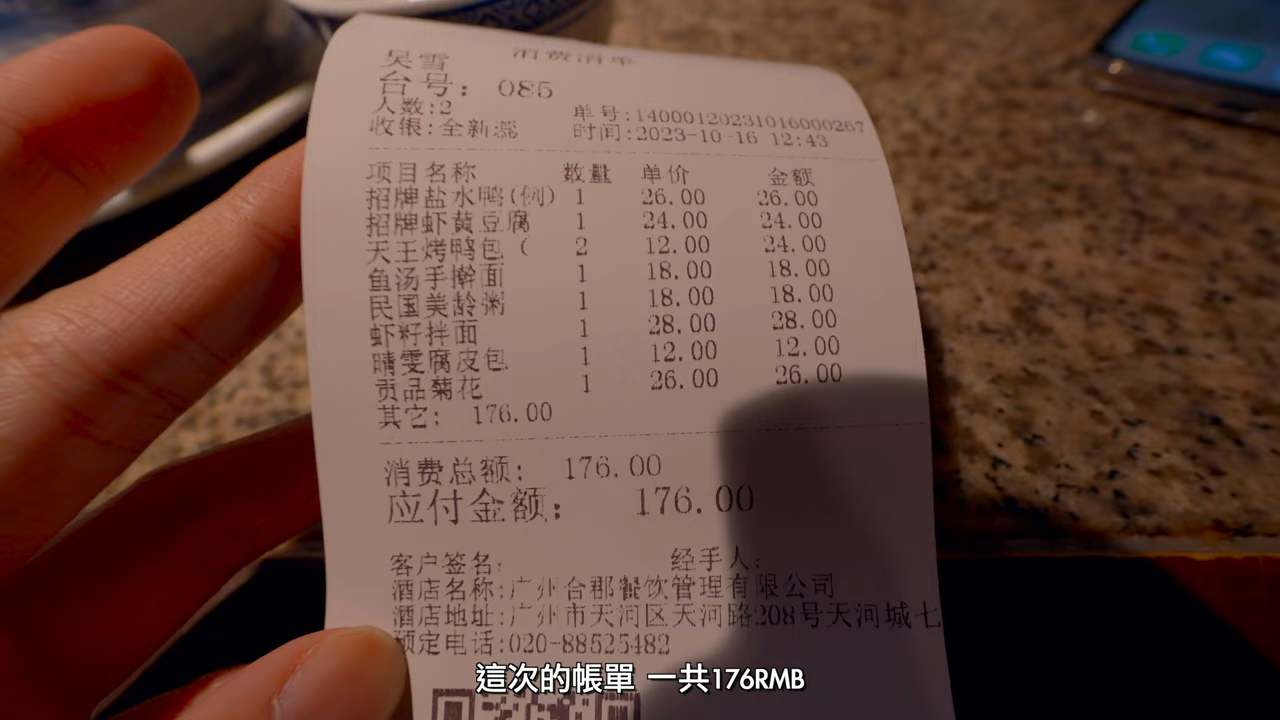 消费清单
吴雪
台号： 085
人数:2 单号:14000120231016000267
收银:全新蕊 时间:2023-10-16 12:43
项目名称 数量 单价 金额
招牌盐水鸭(例) 1 26.00 26.00
招牌虾黄豆腐 1 24.00 24.00
天王烤鸭包 ( 2 12.00 24.00
鱼汤手擀面 1 18.00 18.00
民国美龄粥 1 18.00 18.00
虾籽拌面 1 28.00 28.00
晴雯腐皮包 1 12.00 12.00
贡品菊花 1 26.00 26.00
其它: 176.00
消费总额: 176.00
应付金额: 176.00
客户签名: 经手人:
酒店名称:广州合郡餐饮管理有限公司
酒店地址:广州市天河区天河路208号天河城七
预定电话:020-88525482
這次的帳單 一共176RMB